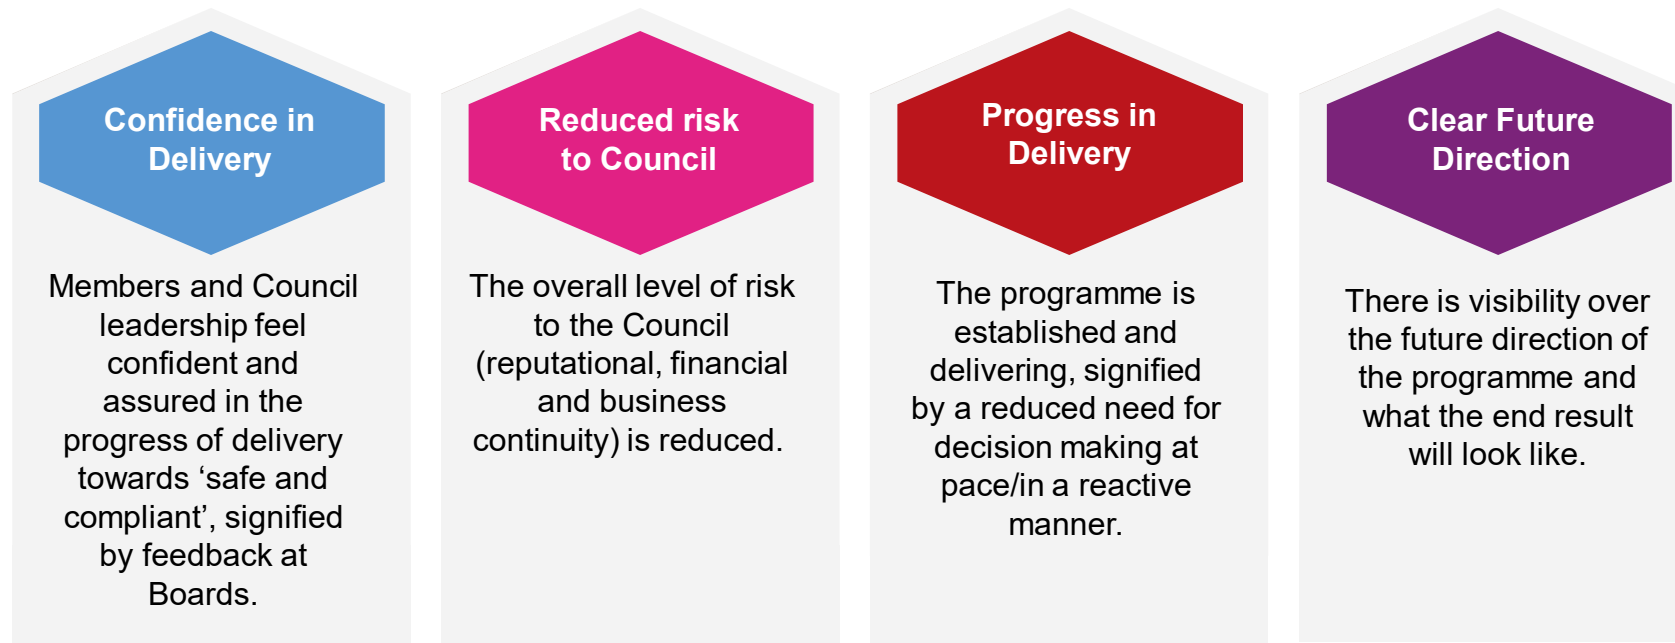 Confidence in
Delivery
Members and Council
leadership feel
confident and
assured in the
progress of delivery
towards ‘safe and
compliant’, signified
by feedback at
Boards.
Reduced risk
to Council
The overall level of risk
to the Council
(reputational, financial
and business
continuity) is reduced.
Progress in
Delivery
The programme is
established and
delivering, signified
by a reduced need for
decision making at
pace/in a reactive
manner.
Clear Future
Direction
There is visibility over
the future direction of
the programme and
what the end result
will look like.